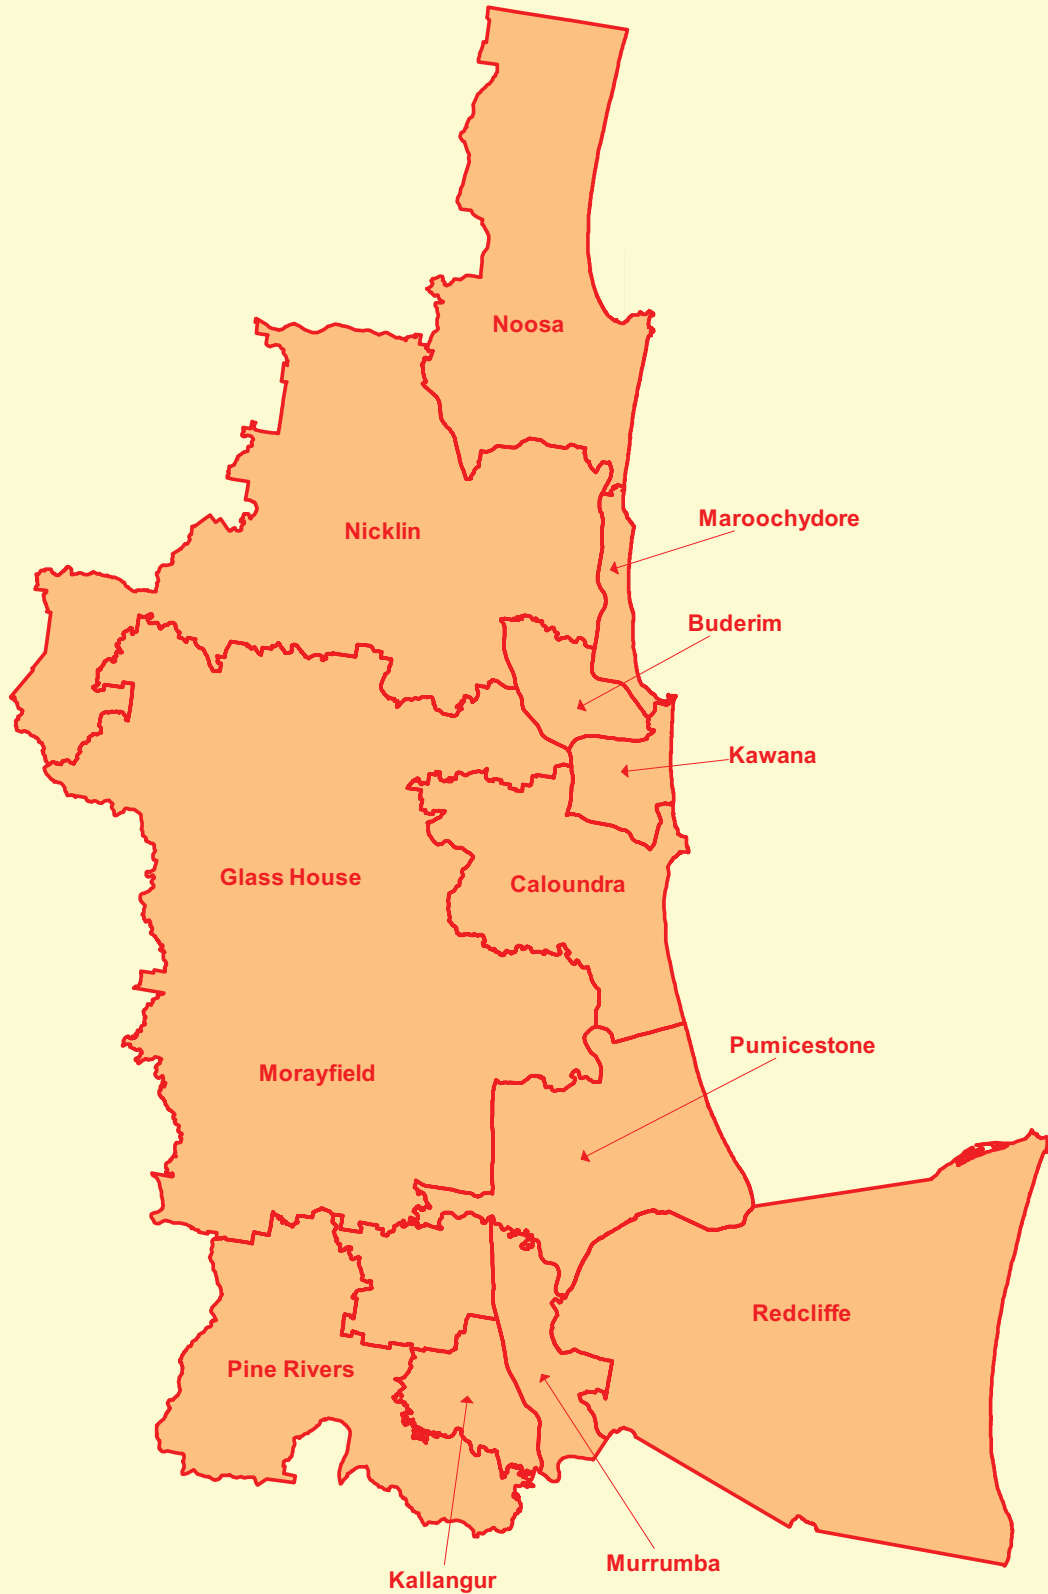 Noosa
Maroochydore
Nicklin
Buderim
Kawana
Glass House
Caloundra
Pumicestone
Morayfield
Redcliffe
Pine Rivers
Murrumba
Kallangur